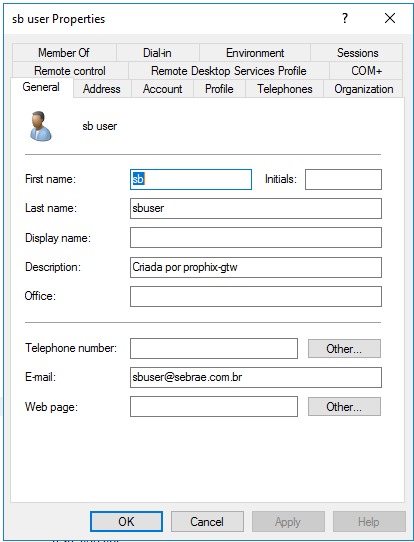 sb user Properties
? ×
Member Of Dial-in Environment Sessions
Remote control Remote Desktop Services Profile COM+
General Address Account Profile Telephones Organization
sb user
First name: sb Initials:
Last name: sbuser
Display name:
Description: Criada por prophix-gtw
Office:
Telephone number: Other...
E-mail: sbuser@sebrae.com.br
Web page: Other...
OK Cancel Apply Help